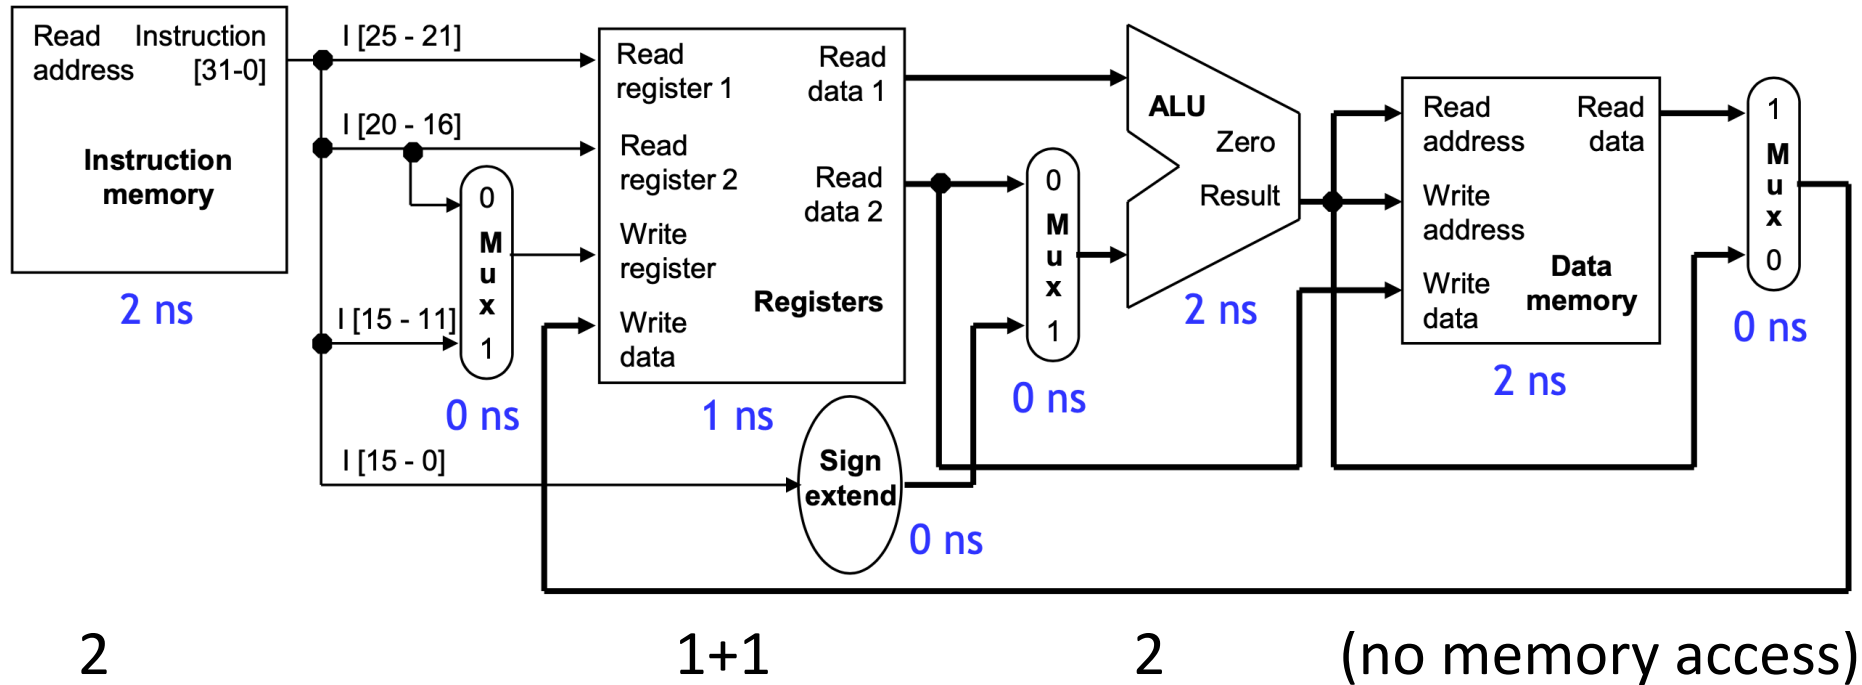 Read address
Instruction [31-0]
Instruction memory
2 ns
I [25 - 21]
I [20 - 16]
I [15 - 11]
I [15 - 0]
0
M
u
x
1
0 ns
Read register 1
Read register 2
Write register
Write data
Read data 1
Read data 2
Registers
1 ns
Sign extend
0 ns
0
M
u
x
1
0 ns
ALU
Zero
Result
2 ns
Read address
Write address
Write data
Read data
Data memory
2 ns
1
M
u
x
0
0 ns
2
1+1
2
(no memory access)